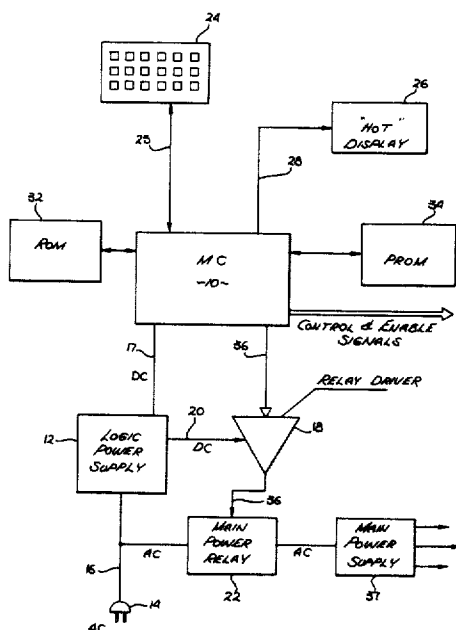 24
25
26
"HOT"
DISPLAY
28
32
ROM
MC
~10~
34
PROM
CONTROL & ENABLE
SIGNALS
17
DC
36
RELAY DRIVER
12
LOGIC
POWER
SUPPLY
20
DC
18
36
16
AC
MAIN
POWER
RELAY
22
AC
MAIN
POWER
SUPPLY
37
14
AC